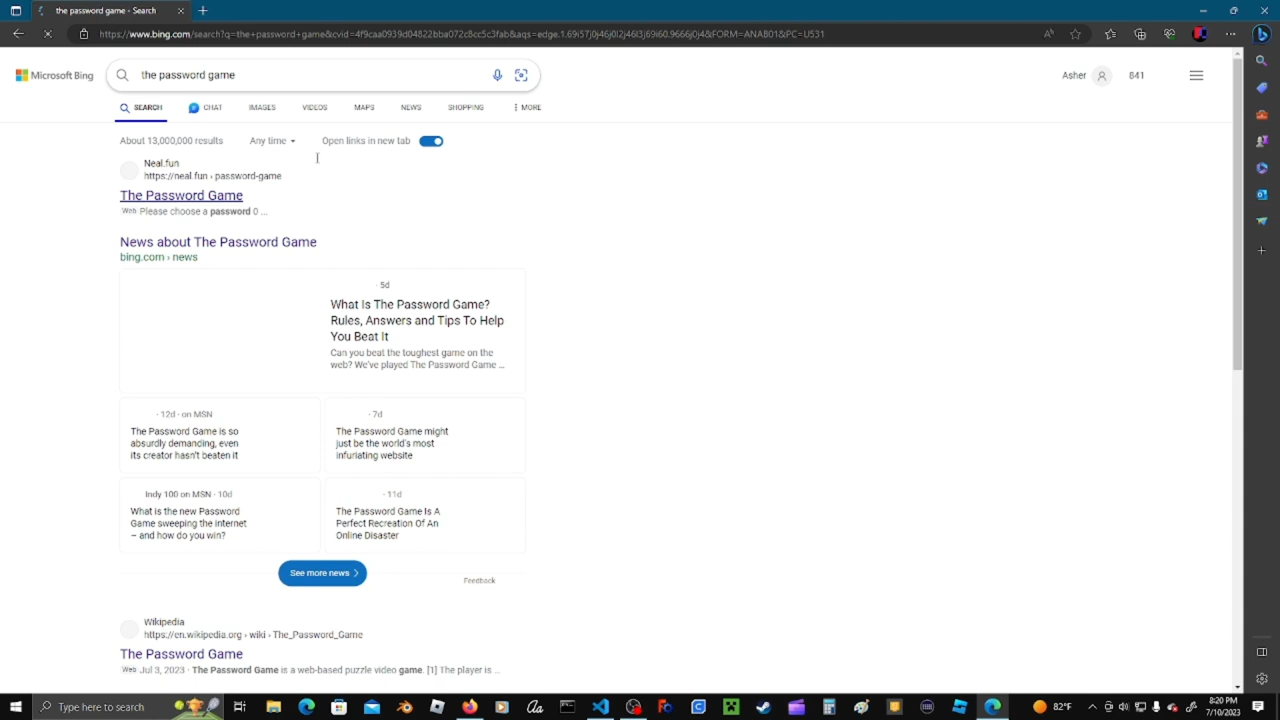 the password game - Search
https://www.bing.com/search?q=the+password+game&cvid=4f9caa0939d04822bba072c8cc5c3fab&aqs=edge.1.69i57j0j46j0l2j46l3j69i60.9666j0j4&FORM=ANAB01&PC=U531
Microsoft Bing
the password game
Asher
841
SEARCH
CHAT
IMAGES
VIDEOS
MAPS
NEWS
SHOPPING
MORE
About 13,000,000 results
Any time
Open links in new tab
Neal.fun
https://neal.fun › password-game
The Password Game
Web Please choose a password 0 ...
News about The Password Game
bing.com › news
· 5d
What Is The Password Game?
Rules, Answers and Tips To Help
You Beat It
Can you beat the toughest game on the
web? We've played The Password Game ...
· 12d · on MSN
The Password Game is so
absurdly demanding, even
its creator hasn't beaten it
· 7d
The Password Game might
just be the world's most
infuriating website
Indy 100 on MSN · 10d
What is the new Password
Game sweeping the internet
– and how do you win?
· 11d
The Password Game Is A
Perfect Recreation Of An
Online Disaster
See more news
Feedback
Wikipedia
https://en.wikipedia.org › wiki › The_Password_Game
The Password Game
Web Jul 3, 2023 · The Password Game is a web-based puzzle video game. [1] The player is ...
Type here to search
82°F
8:20 PM
7/10/2023